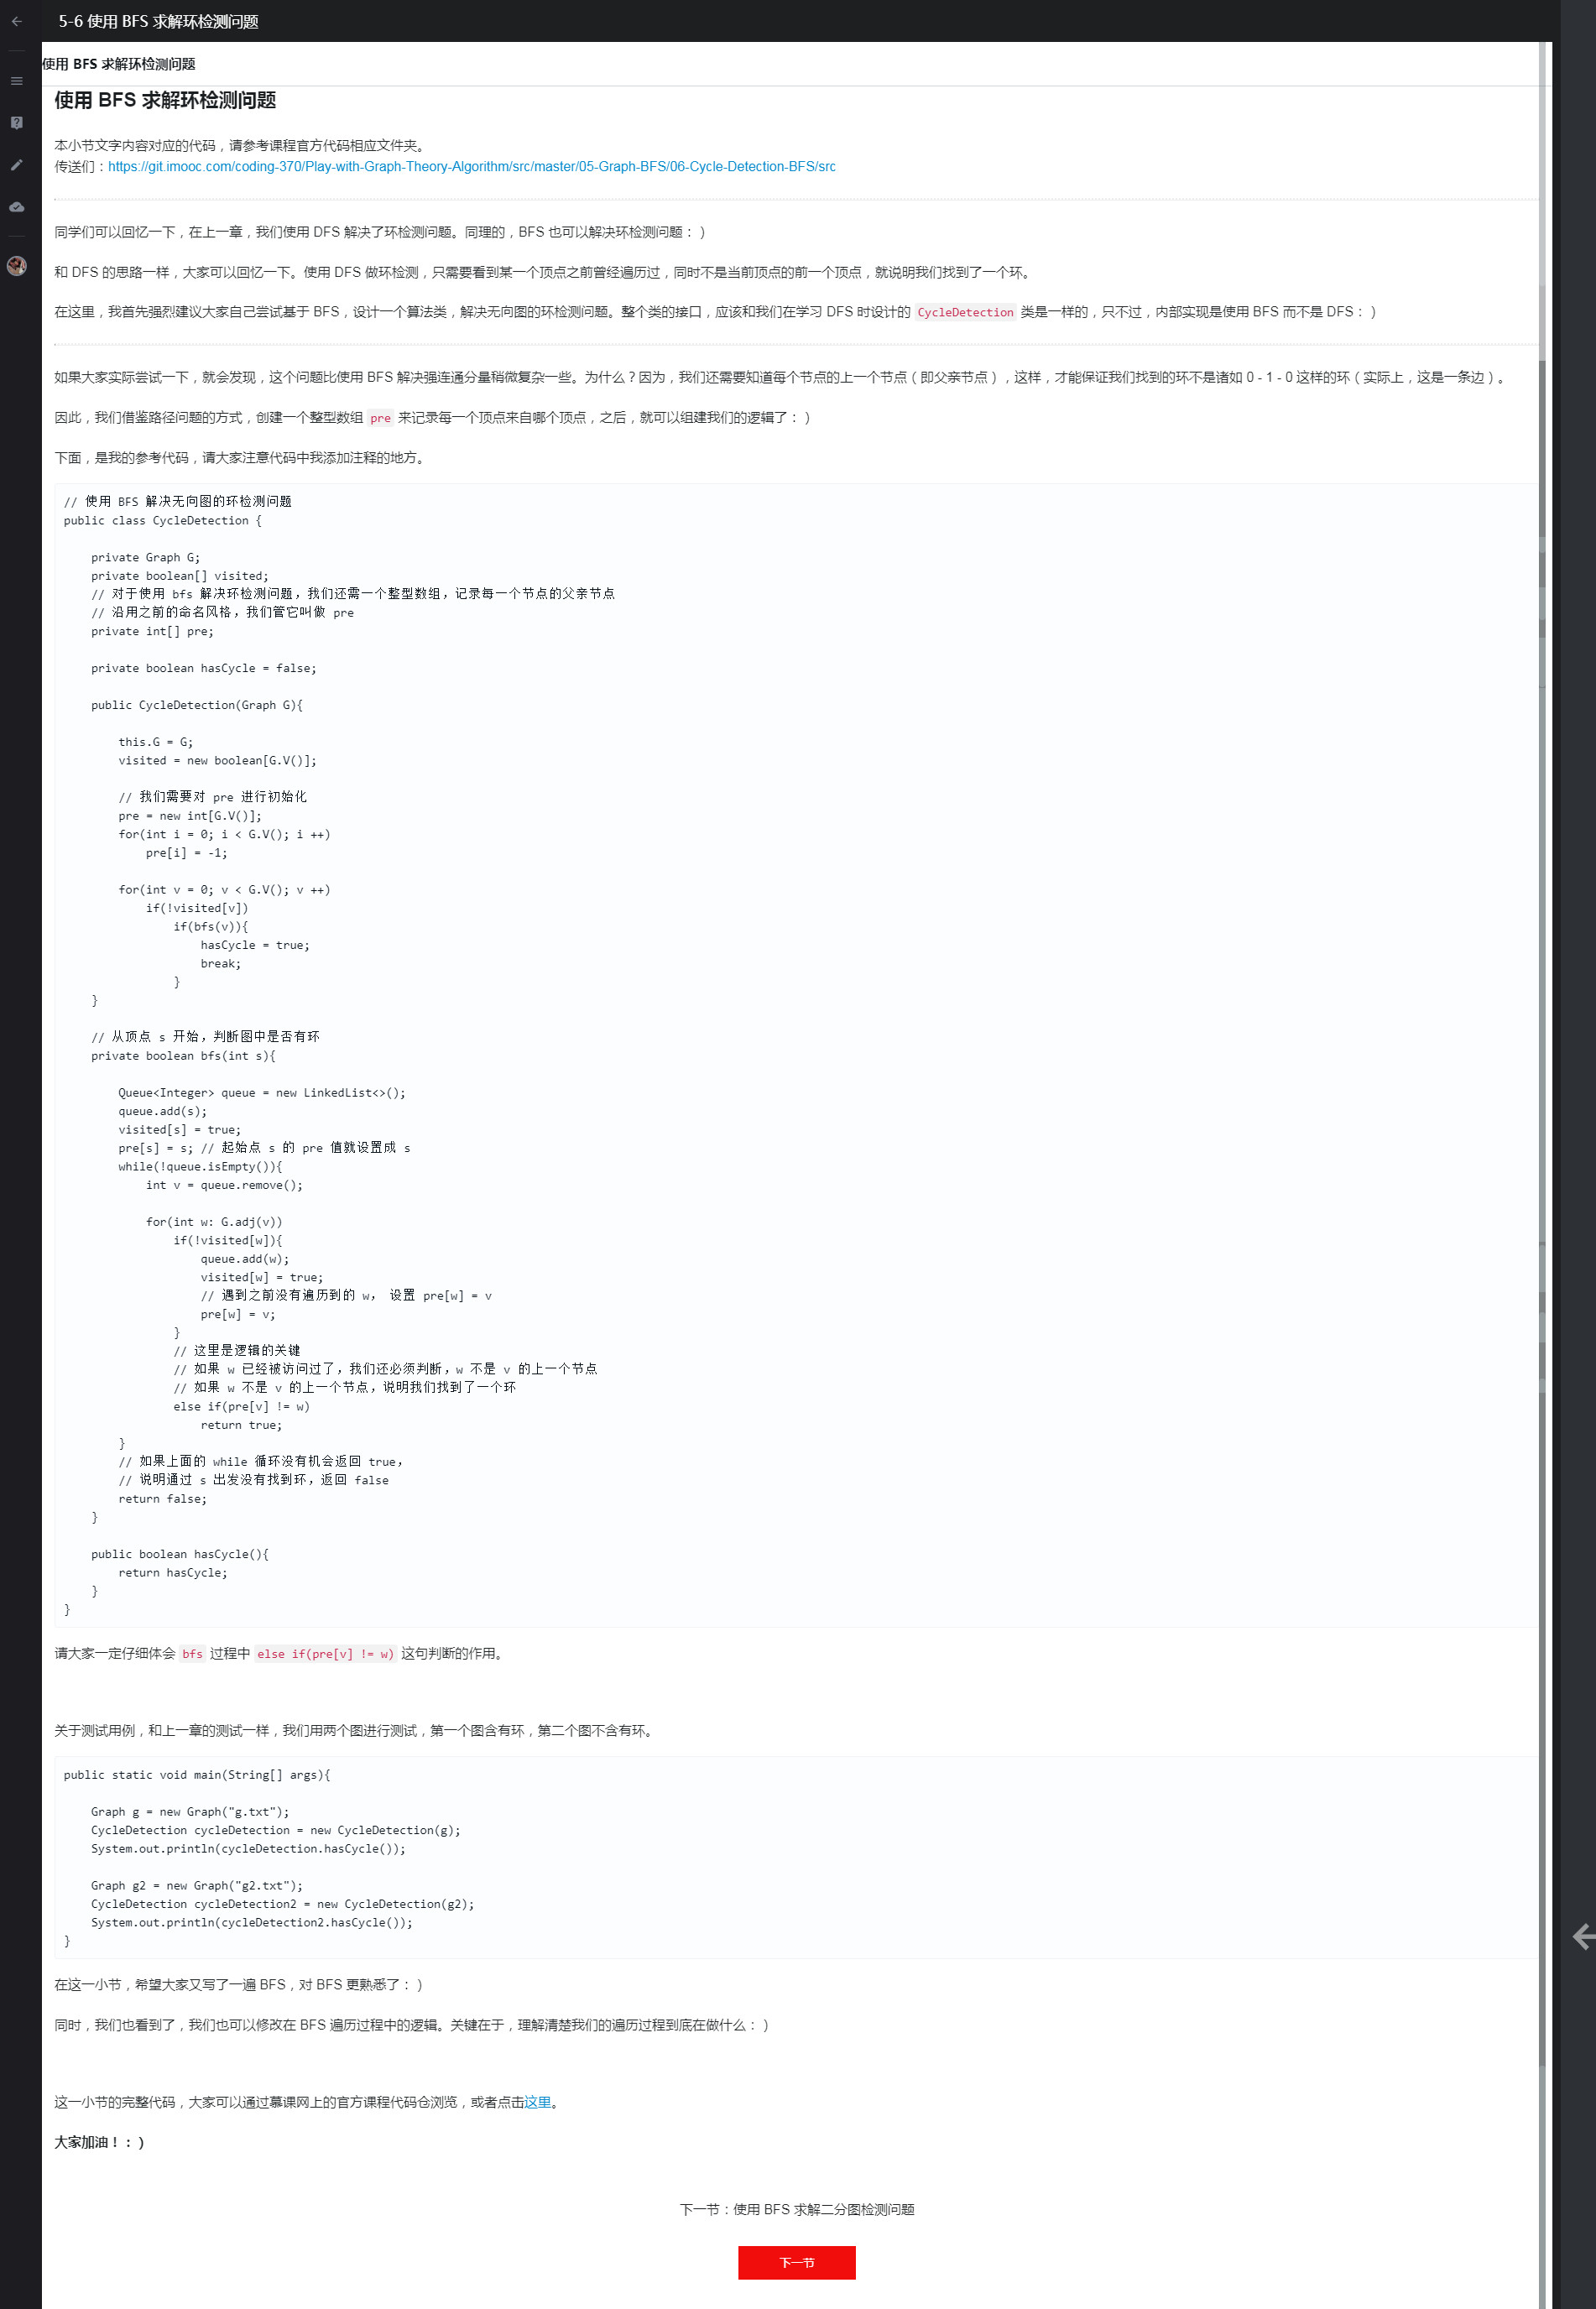 5-6 使用 BFS 求解环检测问题
使用 BFS 求解环检测问题
使用 BFS 求解环检测问题
本小节文字内容对应的代码，请参考课程官方代码相应文件夹。
传送们：https://git.imooc.com/coding-370/Play-with-Graph-Theory-Algorithm/src/master/05-Graph-BFS/06-Cycle-Detection-BFS/src
同学们可以回忆一下，在上一章，我们使用 DFS 解决了环检测问题。同理的，BFS 也可以解决环检测问题：）
和 DFS 的思路一样，大家可以回忆一下。使用 DFS 做环检测，只需要看到某一个顶点之前曾经遍历过，同时不是当前顶点的前一个顶点，就说明我们找到了一个环。
在这里，我首先强烈建议大家自己尝试基于 BFS，设计一个算法类，解决无向图的环检测问题。整个类的接口，应该和我们在学习 DFS 时设计的 CycleDetection 类是一样的，只不过，内部实现是使用 BFS 而不是 DFS：）
如果大家实际尝试一下，就会发现，这个问题比使用 BFS 解决强连通分量稍微复杂一些。为什么？因为，我们还需要知道每个节点的上一个节点（即父亲节点），这样，才能保证我们找到的环不是诸如 0 - 1 - 0 这样的环（实际上，这是一条边）。
因此，我们借鉴路径问题的方式，创建一个整型数组 pre 来记录每一个顶点来自哪个顶点，之后，就可以组建我们的逻辑了：）
下面，是我的参考代码，请大家注意代码中我添加注释的地方。
// 使用 BFS 解决无向图的环检测问题
public class CycleDetection {
private Graph G;
private boolean[] visited;
// 对于使用 bfs 解决环检测问题，我们还需一个整型数组，记录每一个节点的父亲节点
// 沿用之前的命名风格，我们管它叫做 pre
private int[] pre;
private boolean hasCycle = false;
public CycleDetection(Graph G){
this.G = G;
visited = new boolean[G.V()];
// 我们需要对 pre 进行初始化
pre = new int[G.V()];
for(int i = 0; i < G.V(); i ++)
pre[i] = -1;
for(int v = 0; v < G.V(); v ++)
if(!visited[v])
if(bfs(v)){
hasCycle = true;
break;
}
}
// 从顶点 s 开始，判断图中是否有环
private boolean bfs(int s){
Queue<Integer> queue = new LinkedList<>();
queue.add(s);
visited[s] = true;
pre[s] = s; // 起始点 s 的 pre 值就设置成 s
while(!queue.isEmpty()){
int v = queue.remove();
for(int w: G.adj(v))
if(!visited[w]){
queue.add(w);
visited[w] = true;
// 遇到之前没有遍历到的 w， 设置 pre[w] = v
pre[w] = v;
}
// 这里是逻辑的关键
// 如果 w 已经被访问过了，我们还必须判断，w 不是 v 的上一个节点
// 如果 w 不是 v 的上一个节点，说明我们找到了一个环
else if(pre[v] != w)
return true;
}
// 如果上面的 while 循环没有机会返回 true，
// 说明通过 s 出发没有找到环，返回 false
return false;
}
public boolean hasCycle(){
return hasCycle;
}
}
请大家一定仔细体会 bfs 过程中 else if(pre[v] != w) 这句判断的作用。
关于测试用例，和上一章的测试一样，我们用两个图进行测试，第一个图含有环，第二个图不含有环。
public static void main(String[] args){
Graph g = new Graph("g.txt");
CycleDetection cycleDetection = new CycleDetection(g);
System.out.println(cycleDetection.hasCycle());
Graph g2 = new Graph("g2.txt");
CycleDetection cycleDetection2 = new CycleDetection(g2);
System.out.println(cycleDetection2.hasCycle());
}
在这一小节，希望大家又写了一遍 BFS，对 BFS 更熟悉了：）
同时，我们也看到了，我们也可以修改在 BFS 遍历过程中的逻辑。关键在于，理解清楚我们的遍历过程到底在做什么：）
这一小节的完整代码，大家可以通过慕课网上的官方课程代码仓浏览，或者点击这里。
大家加油！：）
下一节：使用 BFS 求解二分图检测问题
下一节